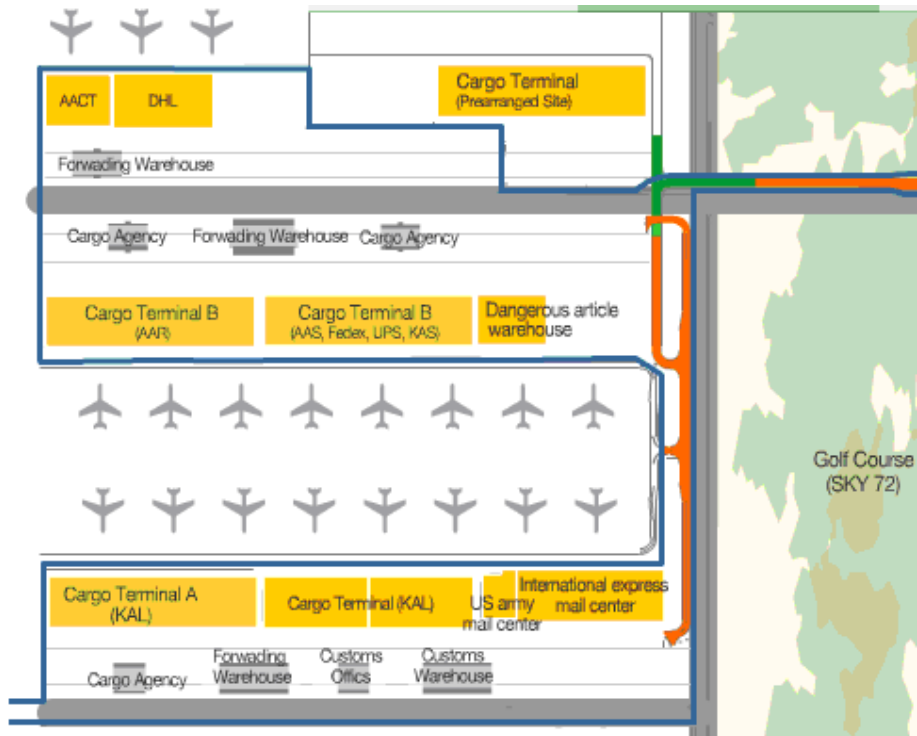 Cargo Terminal
(Prearranged Site)
AACT
DHL
Forwading Warehouse
Cargo Agency
Forwading Warehouse
Cargo Agency
Cargo Terminal B
(AAR)
Cargo Terminal B
(AAS, Fedex, UPS, KAS)
Dangerous article
warehouse
Golf Course
(SKY 72)
Cargo Terminal A
(KAL)
Cargo Terminal (KAL)
US army
mail center
International express
mail center
Cargo Agency
Forwading
Warehouse
Customs
Offics
Customs
Warehouse